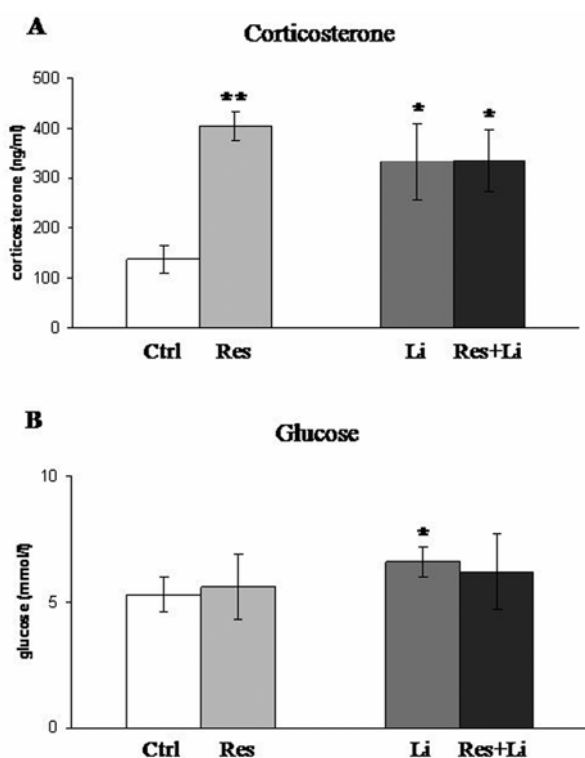 A
Corticosterone
corticosterone (ng/ml)
500
400
300
200
100
0
**
*
*
Ctrl Res Li Res+Li
B
Glucose
glucose (mmol/l)
10
5
0
*
Ctrl Res Li Res+Li